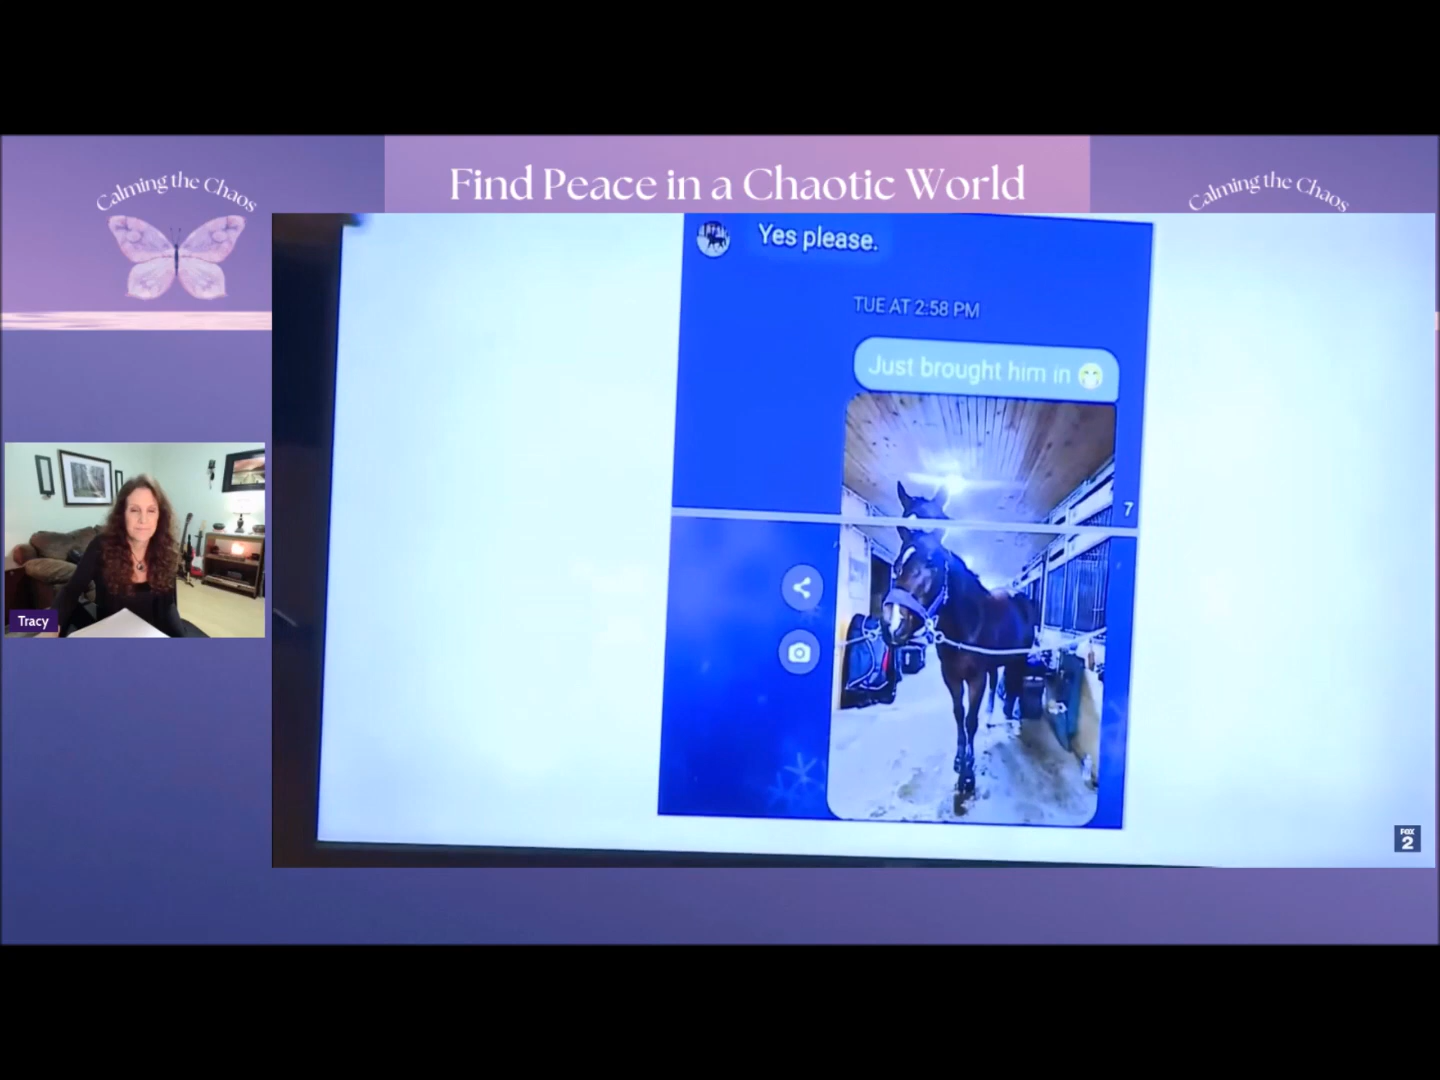 Calming the Chaos
Find Peace in a Chaotic World
Calming the Chaos
Yes please.
TUE AT 2:58 PM
Just brought him in 😁
7
Tracy
FOX
2